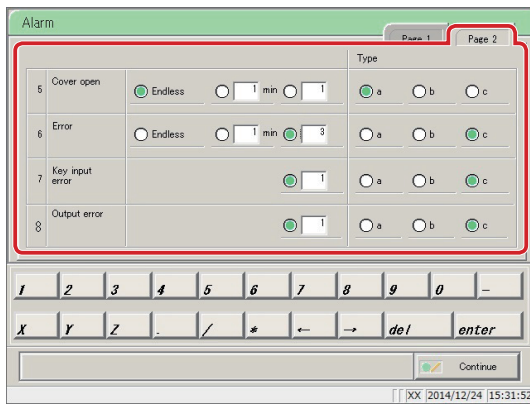 Alarm
Page 1 Page 2
Type
5 Cover open Endless 1 min 1 a b c
6 Error Endless 1 min 3 a b c
7 Key input error 1 a b c
8 Output error 1 a b c
1 2 3 4 5 6 7 8 9 0 -
X Y Z . / * ← → del enter
Continue
XX 2014/12/24 15:31:53